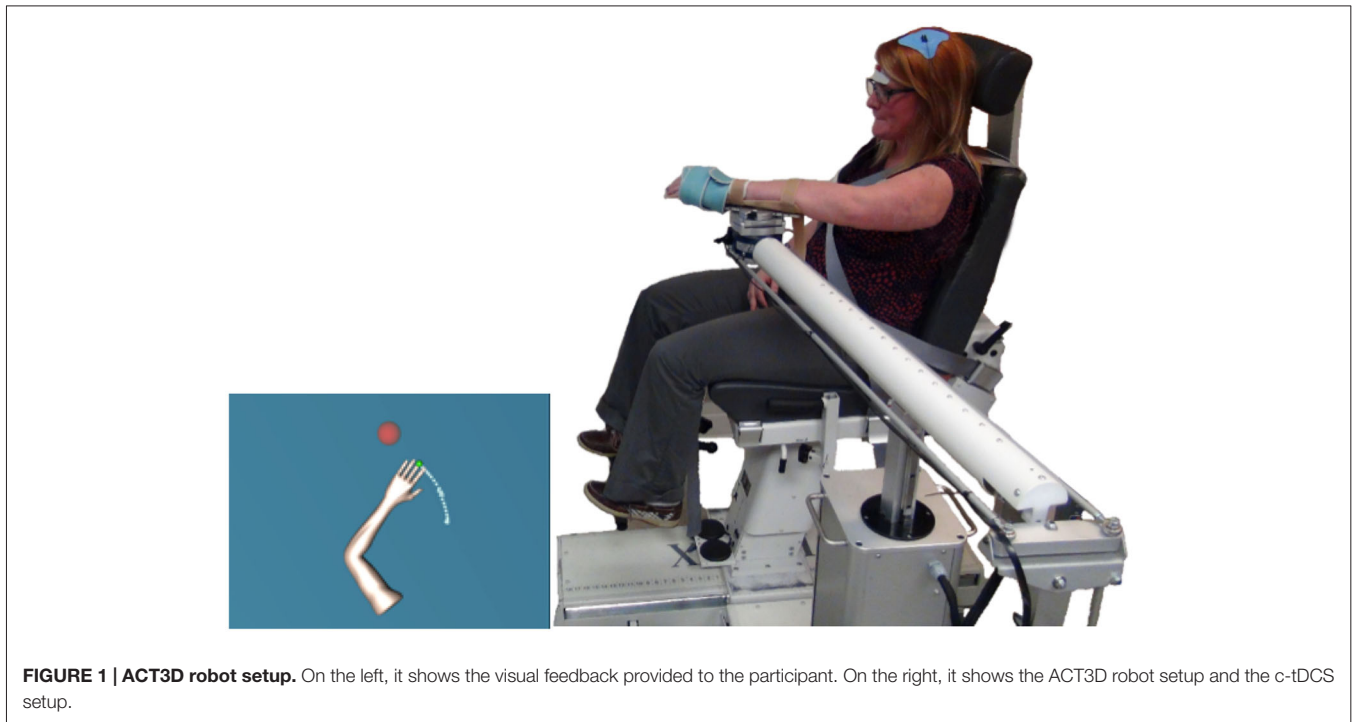 FIGURE 1 | ACT3D robot setup. On the left, it shows the visual feedback provided to the participant. On the right, it shows the ACT3D robot setup and the c-tDCS
setup.